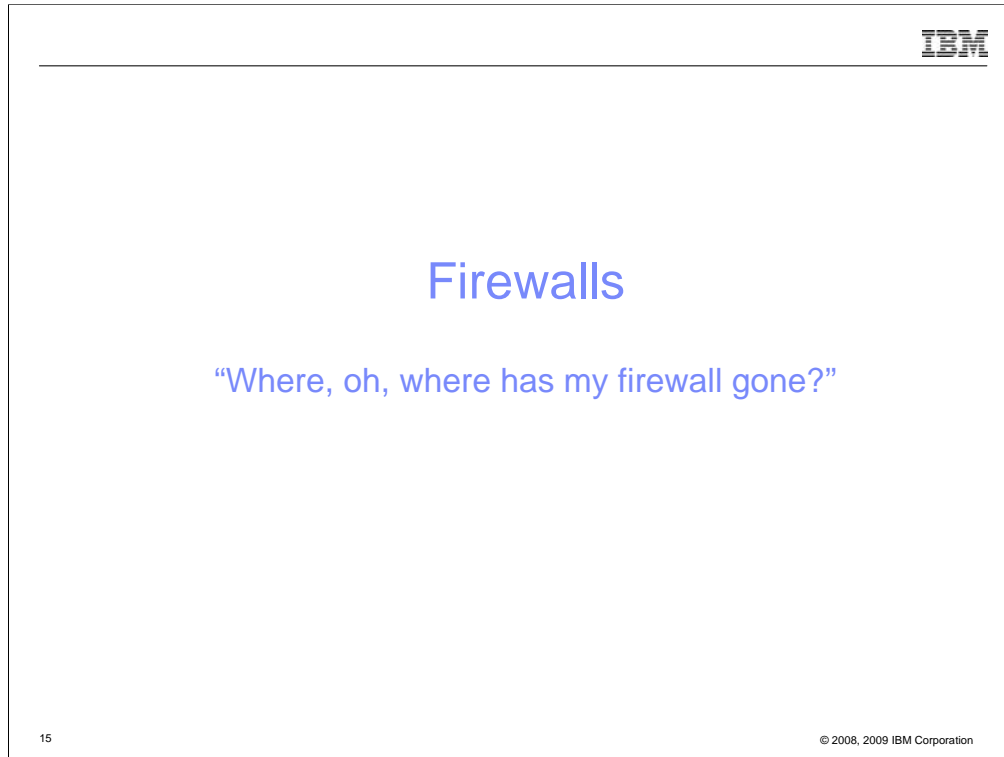 IBM
Firewalls
“Where, oh, where has my firewall gone?”
15
© 2008, 2009 IBM Corporation